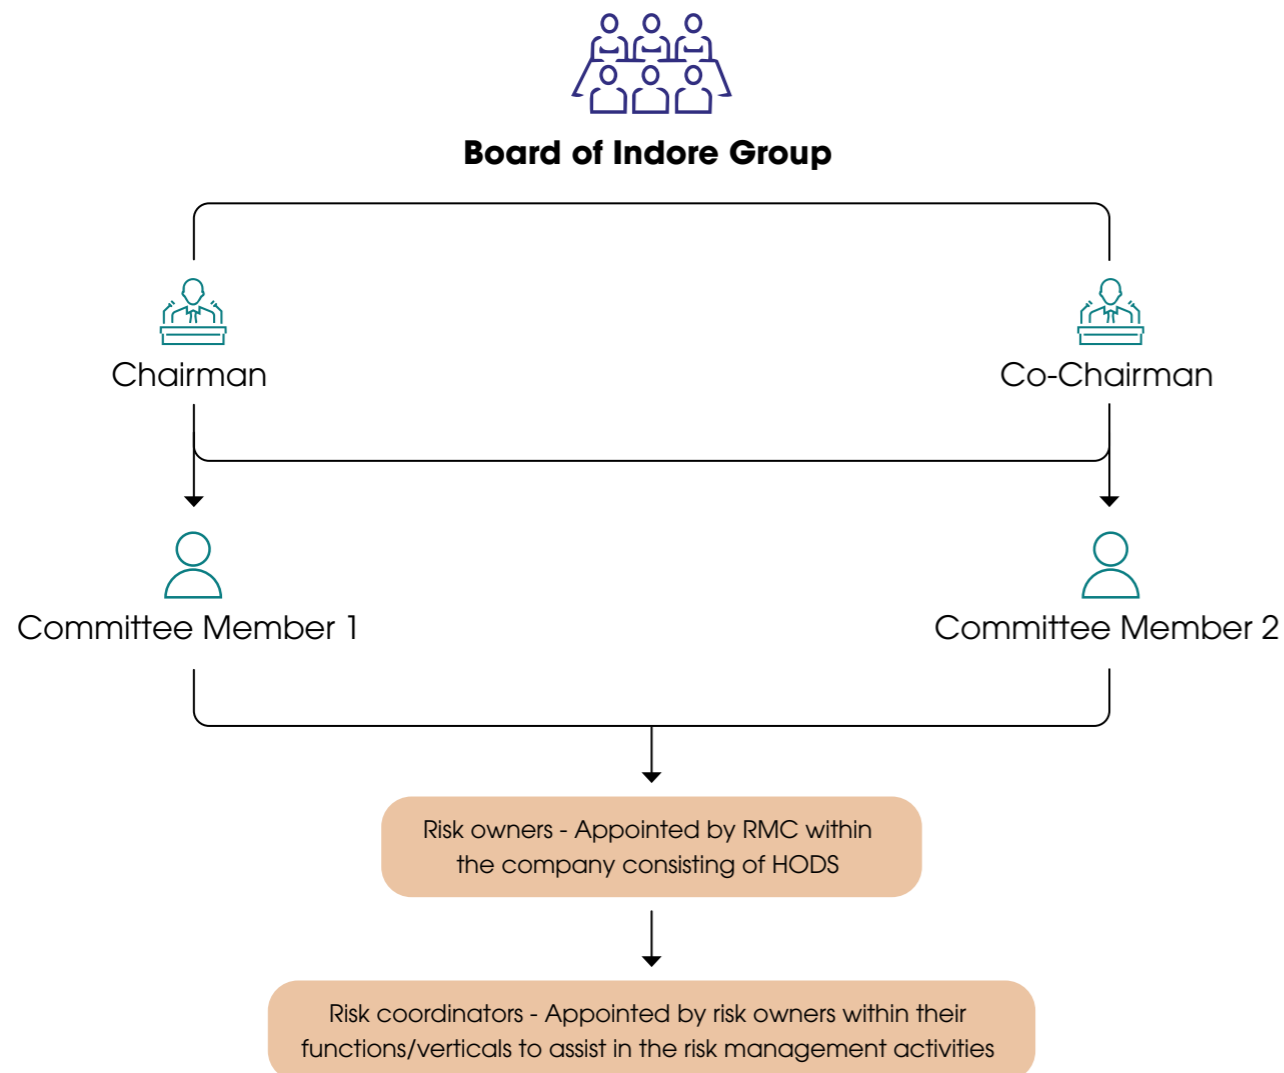 Board of Indore Group
Chairman
Co-Chairman
Committee Member 1
Committee Member 2
Risk owners - Appointed by RMC within
the company consisting of HODS
Risk coordinators - Appointed by risk owners within their
functions/verticals to assist in the risk management activities